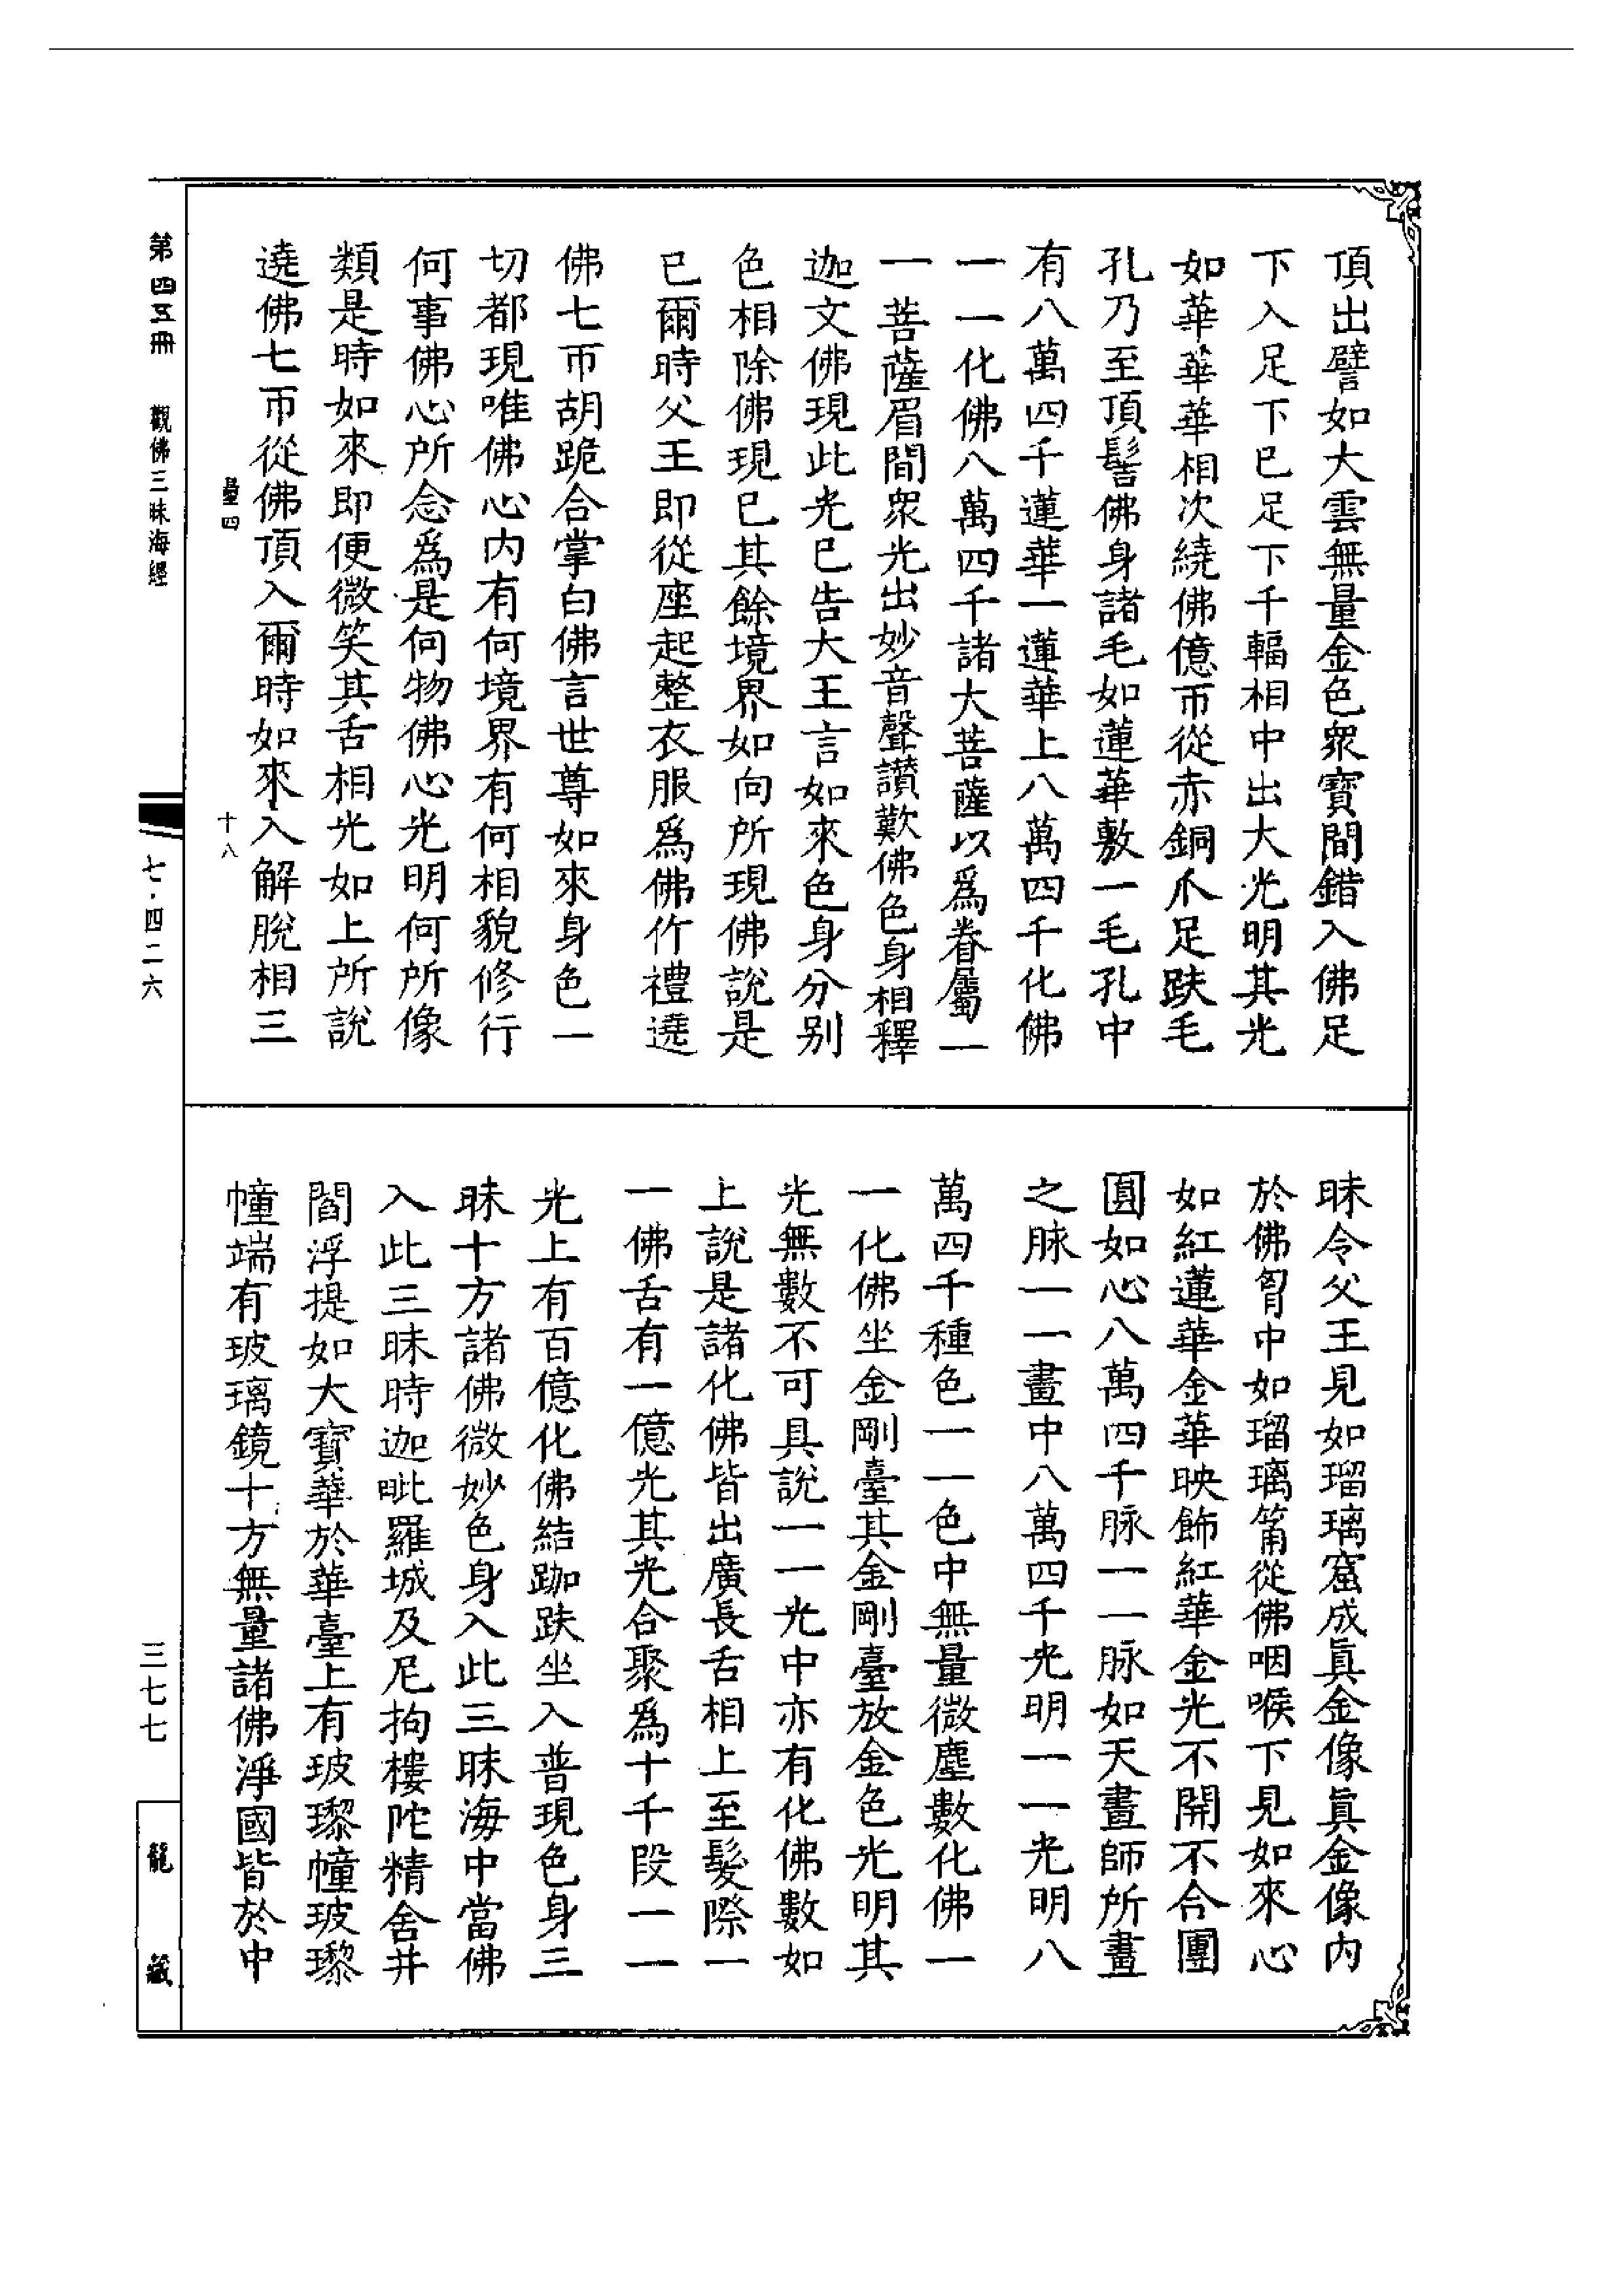 頂出譬如大雲無量金色衆寶間錯入佛足
下入足下已足下千輻相中出大光明其光
如華華華相次繞佛億帀從赤銅爪足趺毛
孔乃至頂髻佛身諸毛如蓮華敷一毛孔中
有八萬四千蓮華一蓮華上八萬四千化佛
一一化佛八萬四千諸大菩薩以爲眷屬一
一菩薩眉間衆光出妙音聲讃歎佛色身相釋
迦文佛現此光已告大王言如來色身分别
色相除佛現已其餘境界如向所現佛說是
已爾時父王即從座起整衣服爲佛作禮遶
佛七帀胡跪合掌白佛言世尊如來身色一
切都現唯佛心内有何境界有何相貌修行
何事佛心所念爲是何物佛心光明何所像
類是時如來即便微笑其舌相光如上所說
遶佛七帀從佛頂入爾時如來入解脫相三
臺四
十八
昧令父王見如瑠璃窟成眞金像眞金像内
於佛胷中如瑠璃筩從佛咽喉下見如來心
如紅蓮華金華映飾紅華金光不開不合團
圓如心八萬四千脉一一脉如天畫師所畫
之脉一一畫中八萬四千光明一一光明八
萬四千種色一一色中無量微塵數化佛一
一化佛坐金剛臺其金剛臺放金色光明其
光無數不可具說一一光中亦有化佛數如
上說是諸化佛皆出廣長舌相上至髮際一
一佛舌有一億光其光合聚爲十千段一一
光上有百億化佛結跏趺坐入普現色身三
昧十方諸佛微妙色身入此三昧海中當佛
入此三昧時迦毗羅城及尼拘樓陀精舍并
閻浮提如大寶華於華臺上有玻瓈幢玻瓈
幢端有玻璃鏡十方無量諸佛淨國皆於中
第四五冊 觀佛三昧海經
七·四二六
三七七
龍藏